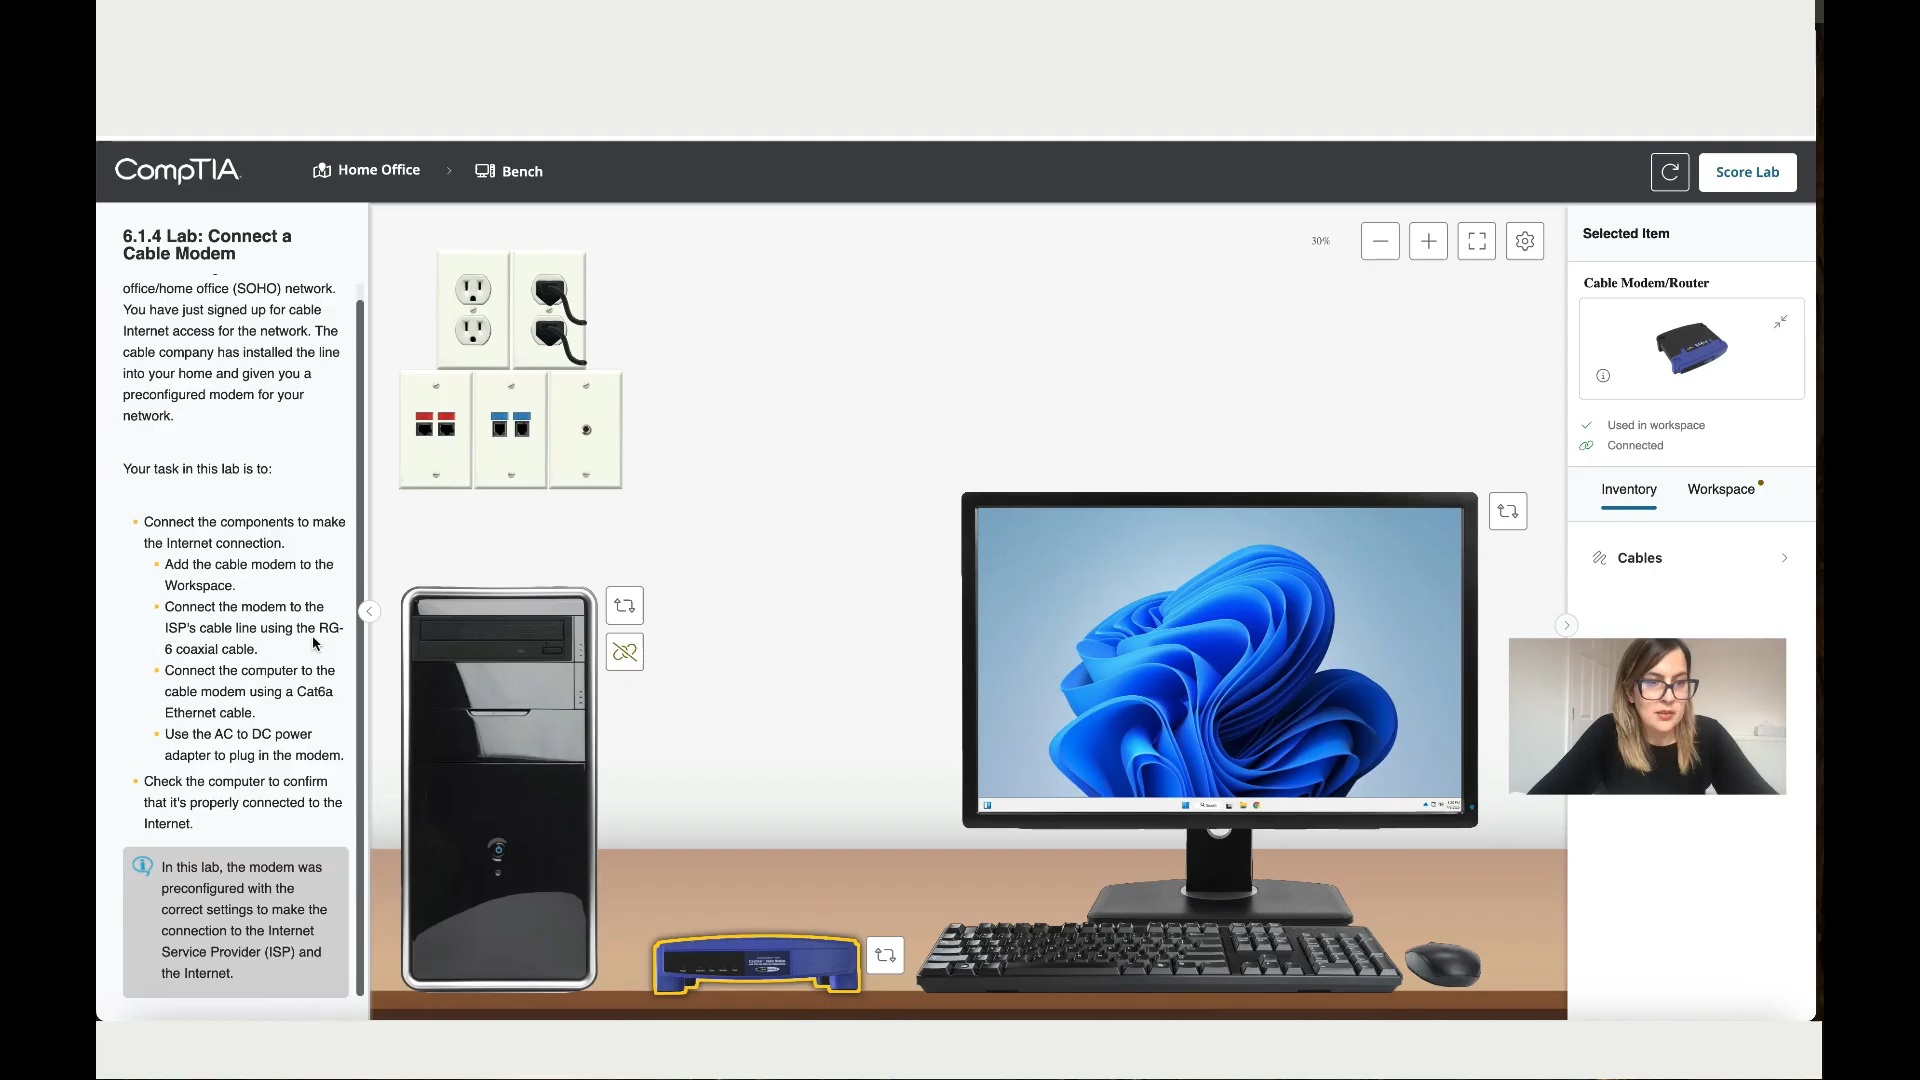 CompTIA.
Home Office
Bench
Score Lab
6.1.4 Lab: Connect a
Cable Modem
office/home office (SOHO) network.
You have just signed up for cable
Internet access for the network. The
cable company has installed the line
into your home and given you a
preconfigured modem for your
network.
Your task in this lab is to:
Connect the components to make
the Internet connection.
Add the cable modem to the
Workspace.
Connect the modem to the
ISP's cable line using the RG-
6 coaxial cable.
Connect the computer to the
cable modem using a Cat6a
Ethernet cable.
Use the AC to DC power
adapter to plug in the modem.
Check the computer to confirm
that it's properly connected to the
Internet.
In this lab, the modem was
preconfigured with the
correct settings to make the
connection to the Internet
Service Provider (ISP) and
the Internet.
30%
Search
Selected Item
Cable Modem/Router
Used in workspace
Connected
Inventory
Workspace
Cables